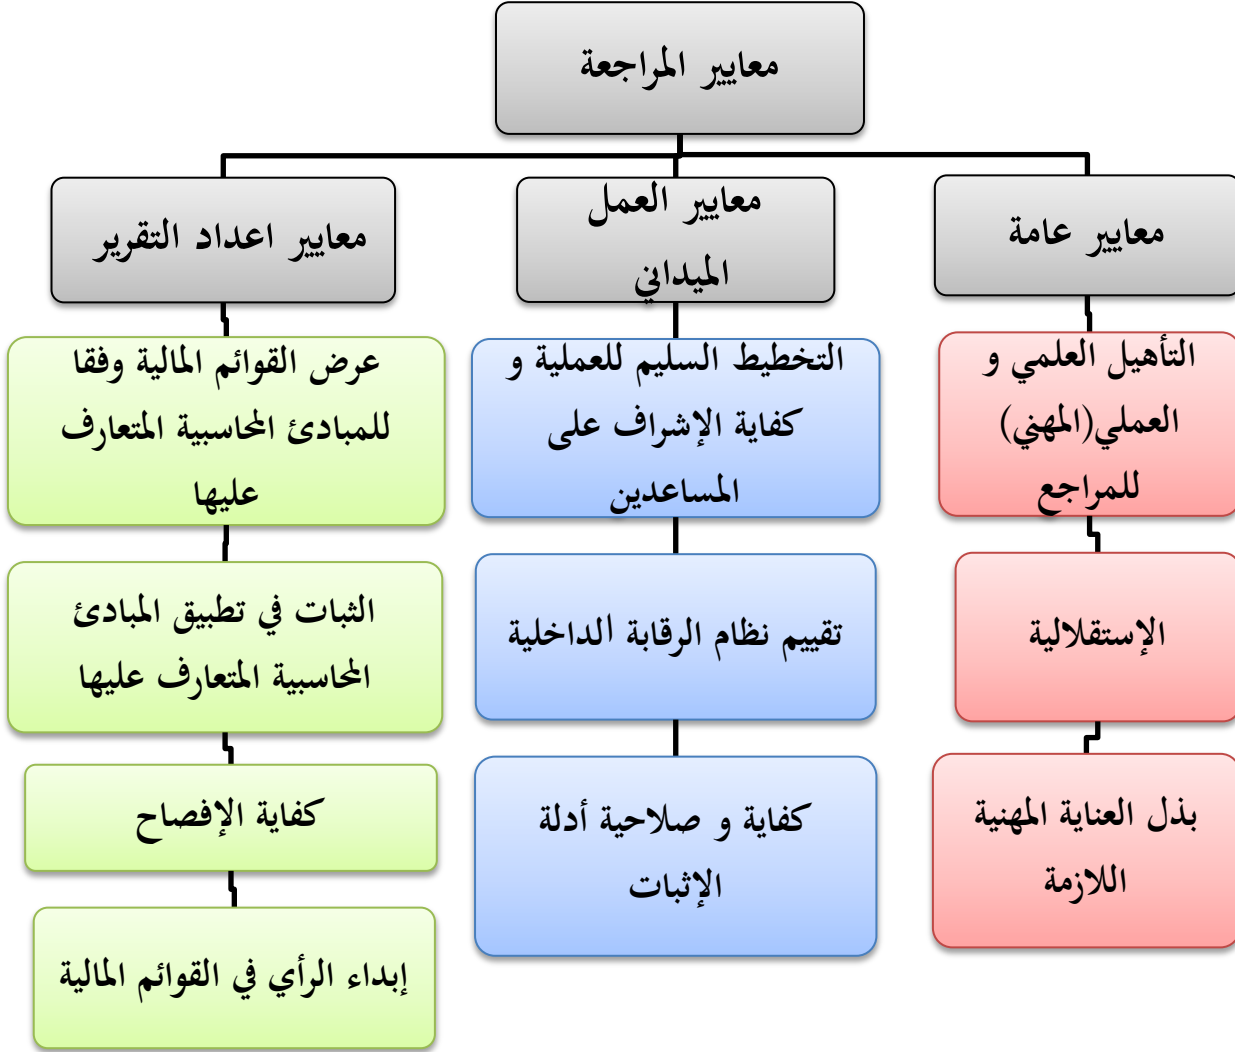 معايير المراجعة
معايير عامة
التأهيل العلمي و
العملي(المهني)
للمراجع
الإستقلالية
بذل العناية المهنية
اللازمة
معايير العمل
الميداني
التخطيط السليم للعملية و
كفاية الإشراف على
المساعدين
تقييم نظام الرقابة الداخلية
كفاية و صلاحية أدلة
الإثبات
معايير اعداد التقرير
عرض القوائم المالية وفقا
للمبادئ المحاسبية المتعارف
عليها
الثبات في تطبيق المبادئ
المحاسبية المتعارف عليها
كفاية الإفصاح
إبداء الرأي في القوائم المالية